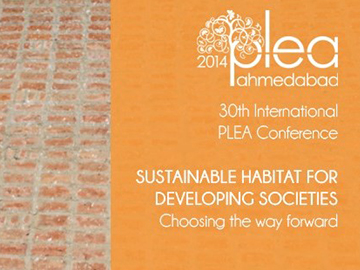 2014 plea
ahmedabad
30th International
PLEA Conference
SUSTAINABLE HABITAT FOR
DEVELOPING SOCIETIES
Choosing the way forward